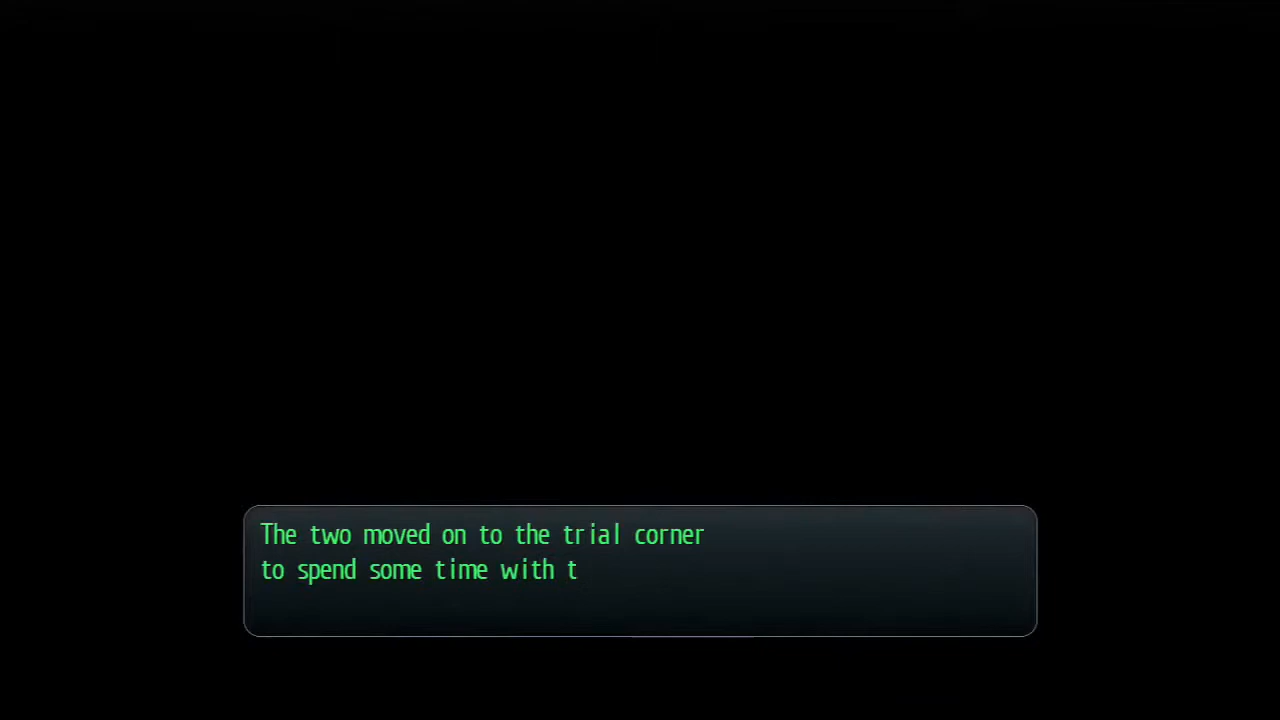 The two moved on to the trial corner
to spend some time with t